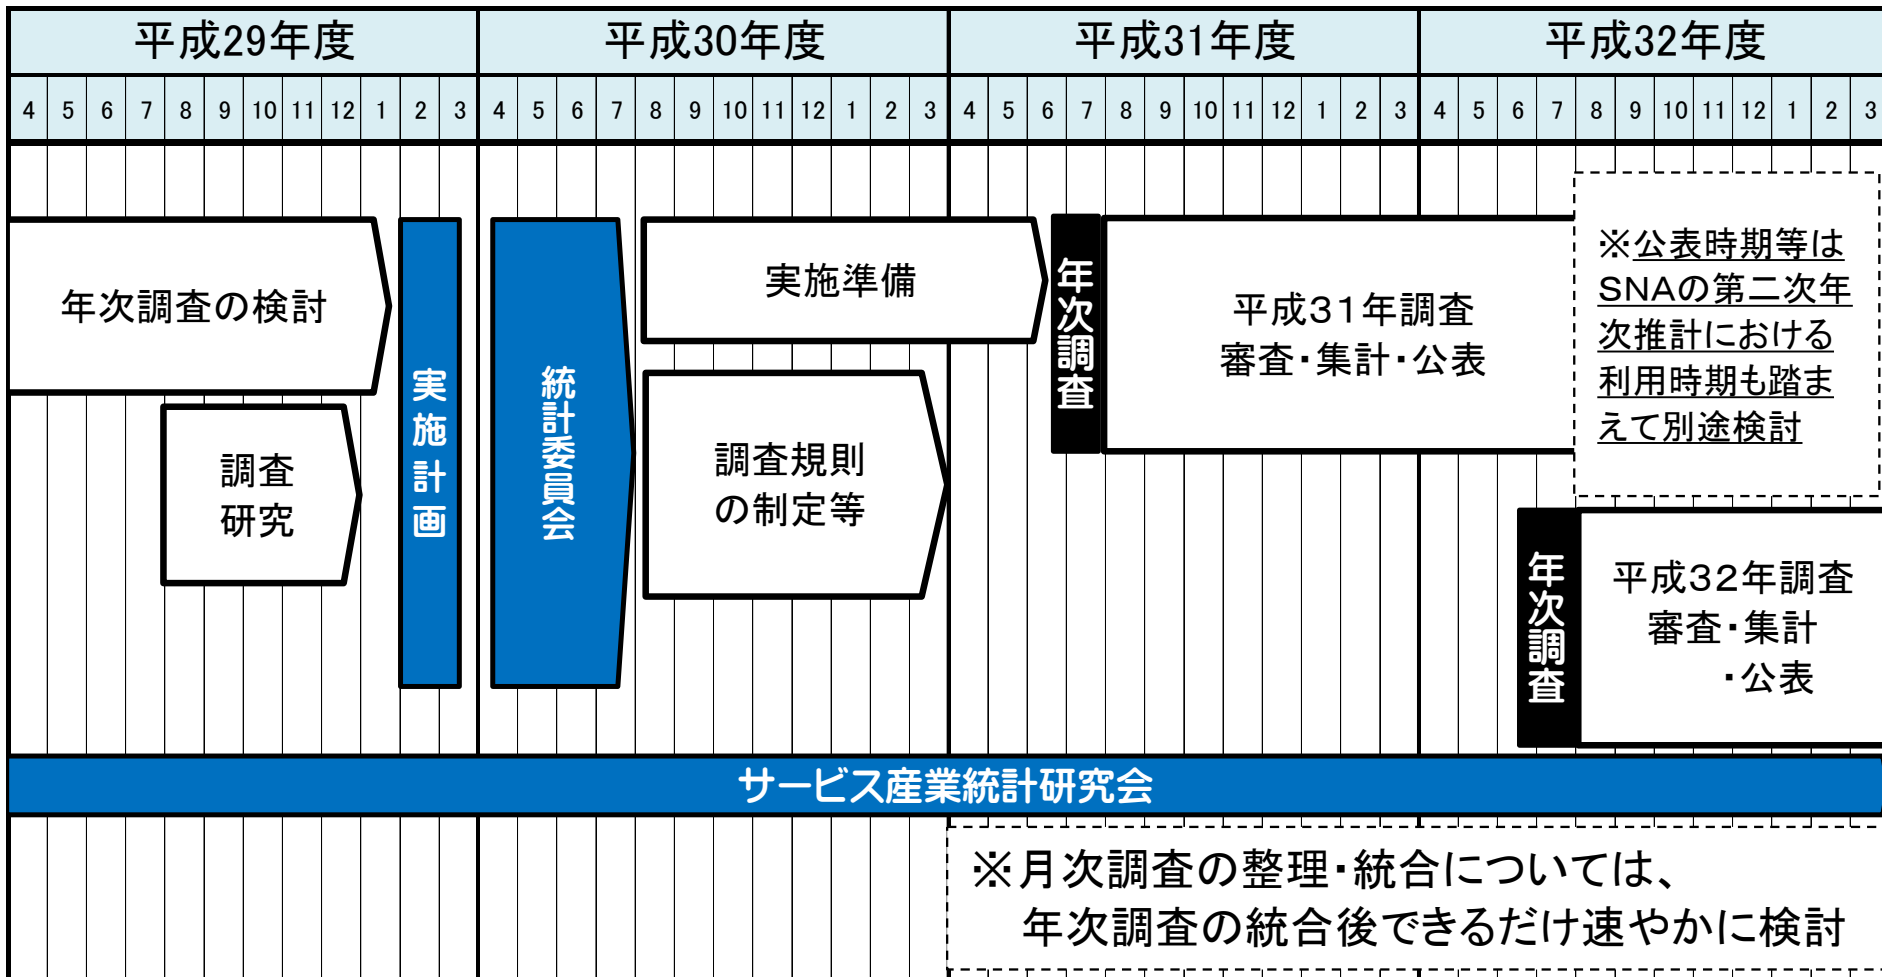 平成29年度 平成30年度 平成31年度 平成32年度
4 5 6 7 8 9 10 11 12 1 2 3 4 5 6 7 8 9 10 11 12 1 2 3 4 5 6 7 8 9 10 11 12 1 2 3 4 5 6 7 8 9 10 11 12 1 2 3
年次調査の検討
調査
研究
実施計画
統計委員会
実施準備
調査規則
の制定等
年次調査
平成31年調査
審査・集計・公表
※公表時期等は
SNAの第二次年
次推計における
利用時期も踏ま
えて別途検討
年次調査
平成32年調査
審査・集計
・公表
サービス産業統計研究会
※月次調査の整理・統合については、
年次調査の統合後できるだけ速やかに検討